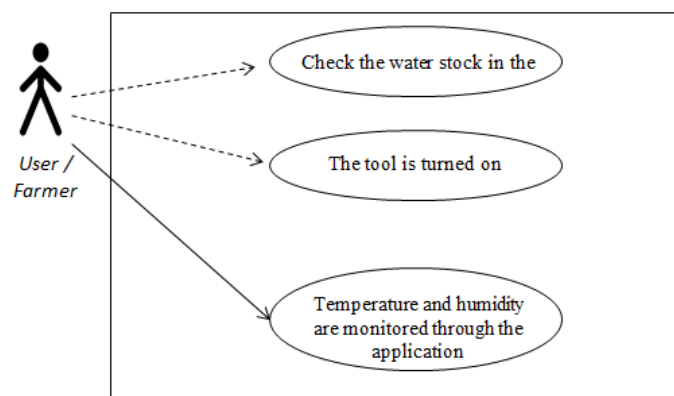 Check the water stock in the
The tool is turned on
User /
Farmer
Temperature and humidity
are monitored through the
application